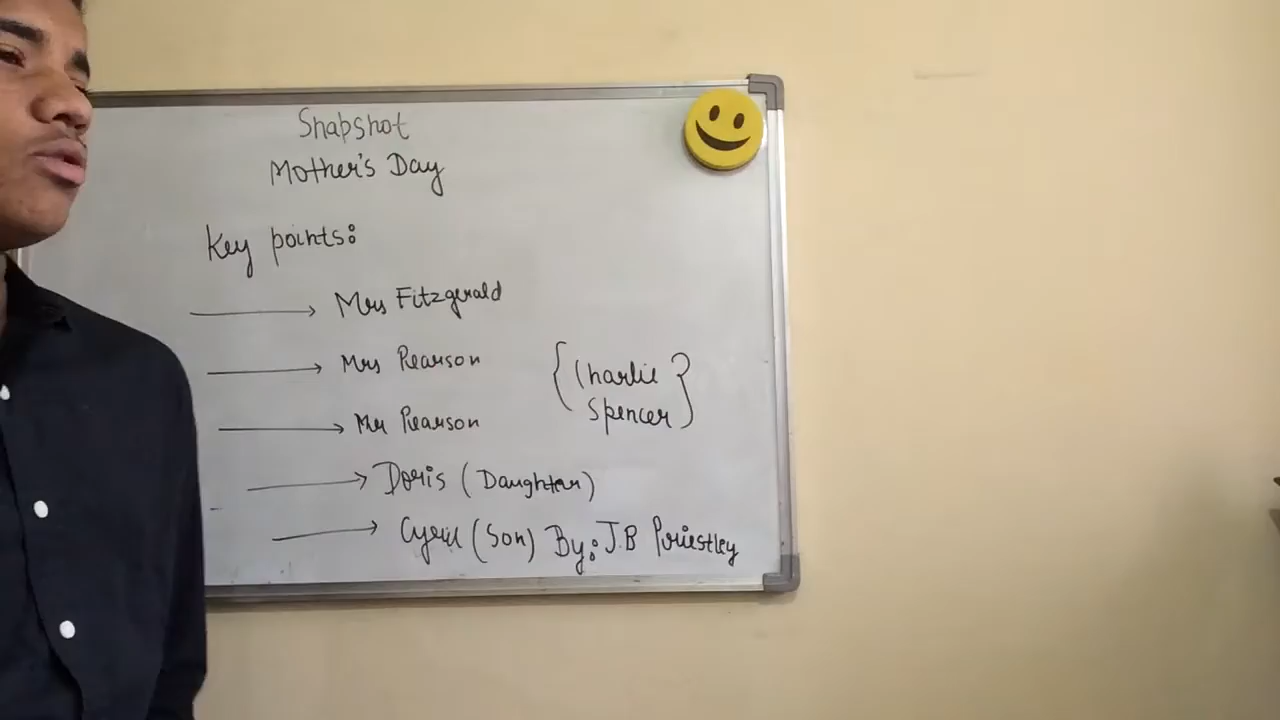 Snapshot
Mother's Day
Key points:
Mrs Fitzgerald
Mrs Pearson
Mr Pearson
{Charlie
Spencer}
Doris (Daughter)
Cyril (Son)
By: J.B Priestley